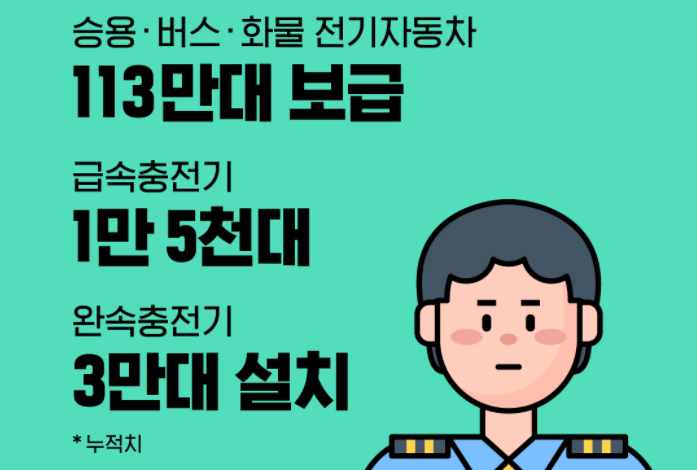 승용·버스·화물 전기자동차
113만대 보급
급속충전기
1만 5천대
완속충전기
3만대 설치
* 누적치